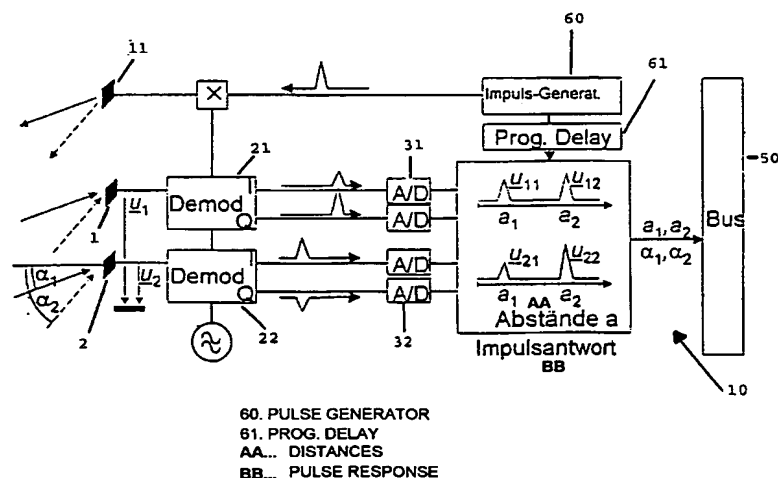 60
11
61
Impuls-Generat.
X
Prog. Delay
21
31
50
I
A/D
u11 u12
1
u1
Demod
Q
A/D
a1 a2
Bus
a1, a2
α1, α2
α1
α2
u2
Demod
I
A/D
u21 u22
Q
A/D
a1 AA a2
Abstände a
2
22
32
Impulsantwort
BB
10
60. PULSE GENERATOR
61. PROG. DELAY
AA... DISTANCES
BB... PULSE RESPONSE